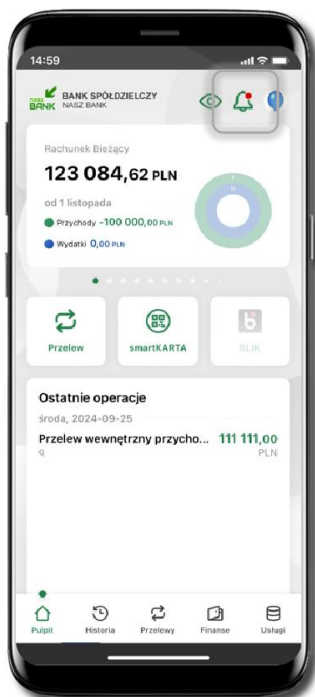 14:59
NASZ BANK
BANK SPÓŁDZIELCZY
NASZ BANK
Rachunek Bieżący
123 084,62 PLN
od 1 listopada
Przychody -100 000,00 PLN
Wydatki 0,00 PLN
Przelew
smartKARTA
BLIK
Ostatnie operacje
środa, 2024-09-25
Przelew wewnętrzny przycho... 111 111,00
q PLN
Pulpit Historia Przelewy Finanse Usługi